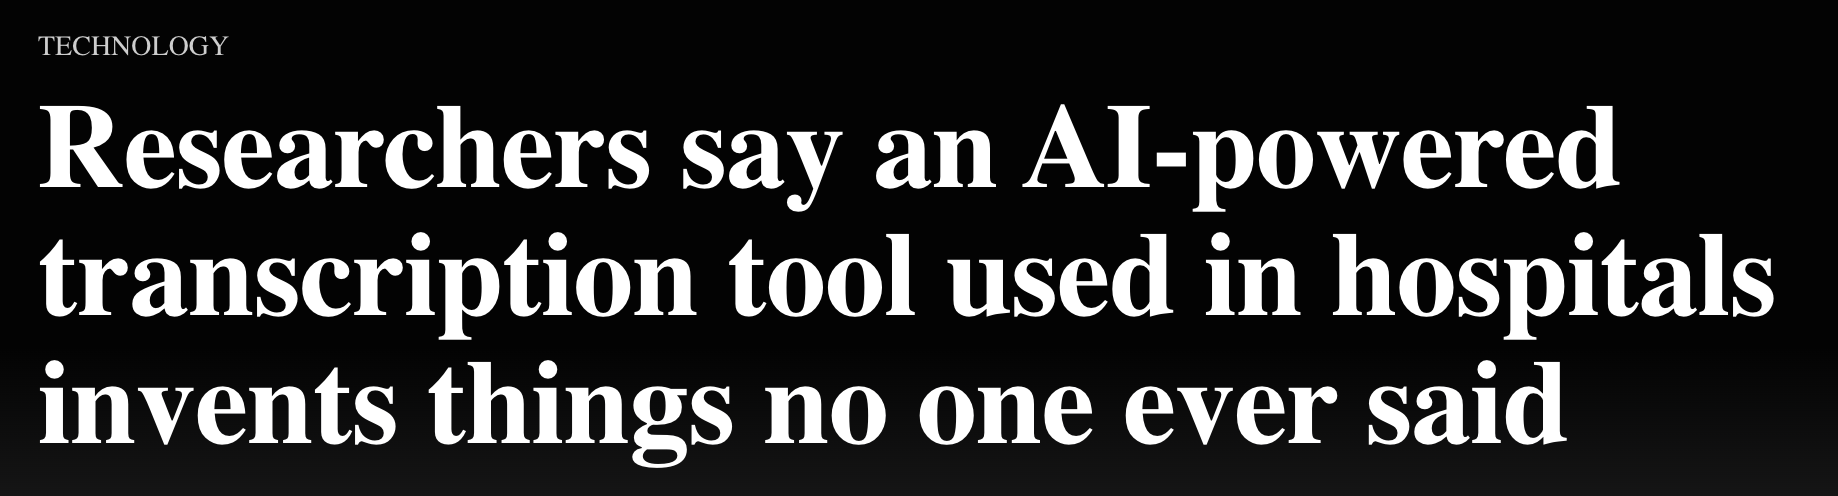 TECHNOLOGY
Researchers say an AI-powered
transcription tool used in hospitals
invents things no one ever said